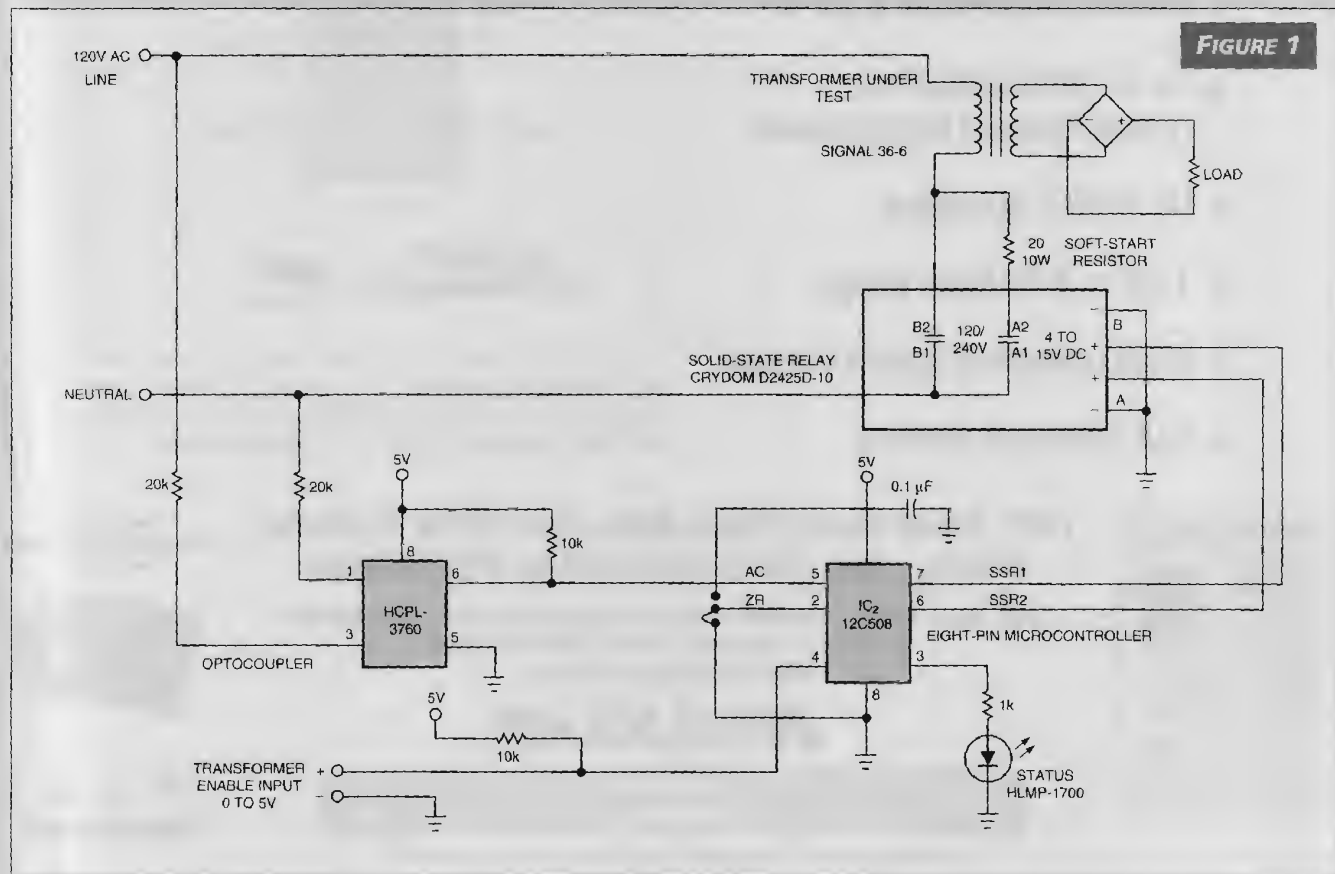 FIGURE 1
120V AC
LINE
TRANSFORMER UNDER
TEST
SIGNAL 36-6
LOAD
20
10W
SOFT-START
RESISTOR
B2
B1
120/
240V
A2
A1
4 TO
15V DC
−
B
+
+
A
−
SOLID-STATE RELAY
CRYDOM D2425D-10
NEUTRAL
20k
20k
5V
10k
8
1
6
HCPL-
3760
3
5
OPTOCOUPLER
5V
0.1 µF
AC
5
7
SSR1
ZR
2
IC2
12C508
6
SSR2
EIGHT-PIN MICROCONTROLLER
4
3
8
1k
5V
10k
TRANSFORMER
ENABLE INPUT
0 TO 5V
+
−
STATUS
HLMP-1700